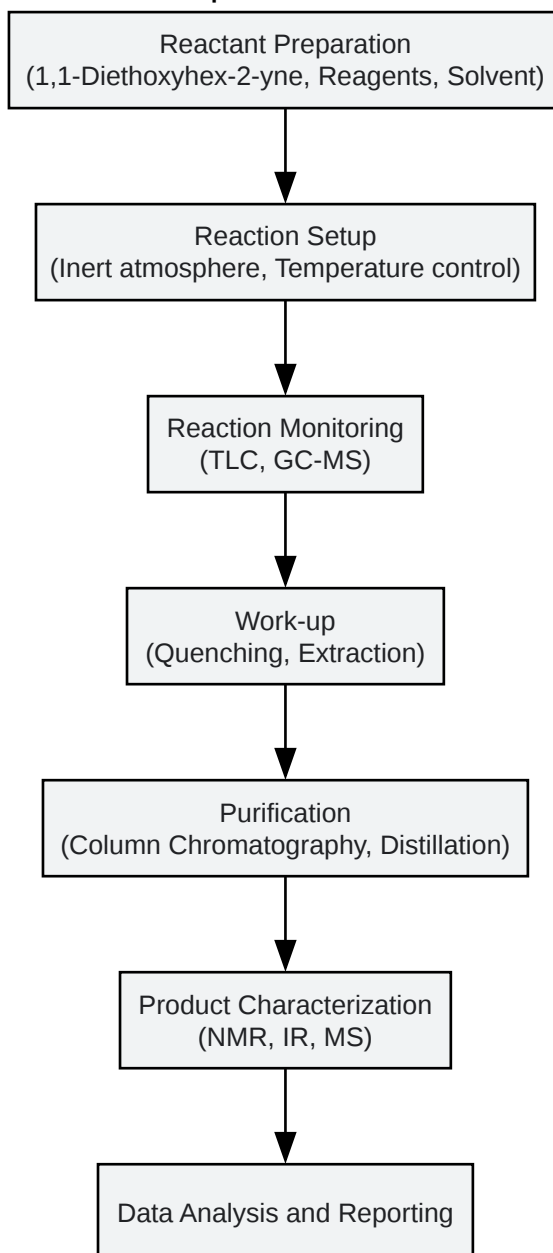 Reactant Preparation
(1,1-Diethoxyhex-2-yne, Reagents, Solvent)
Reaction Setup
(Inert atmosphere, Temperature control)
Reaction Monitoring
(TLC, GC-MS)
Work-up
(Quenching, Extraction)
Purification
(Column Chromatography, Distillation)
Product Characterization
(NMR, IR, MS)
Data Analysis and Reporting